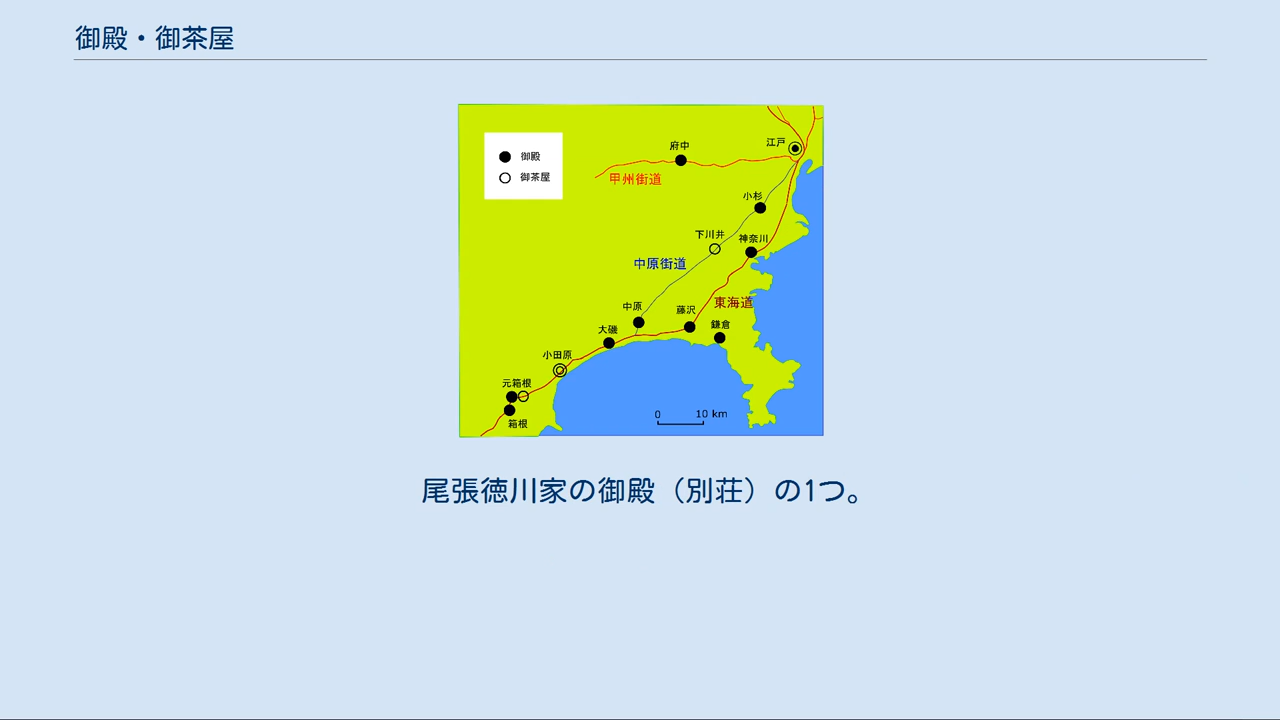 御殿・御茶屋
御殿
御茶屋
江戸
府中
甲州街道
小杉
下川井
神奈川
中原街道
東海道
中原
藤沢
鎌倉
大磯
小田原
元箱根
箱根
0 10 km
尾張徳川家の御殿（別荘）の1つ。